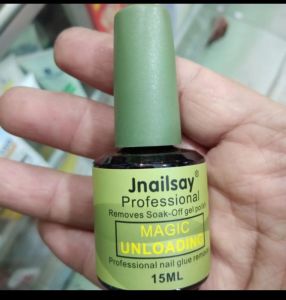 Jnailsay®
Professional
Removes Soak-Off gel polish
MAGIC
UNLOADING
Professional nail glue remover
15ML